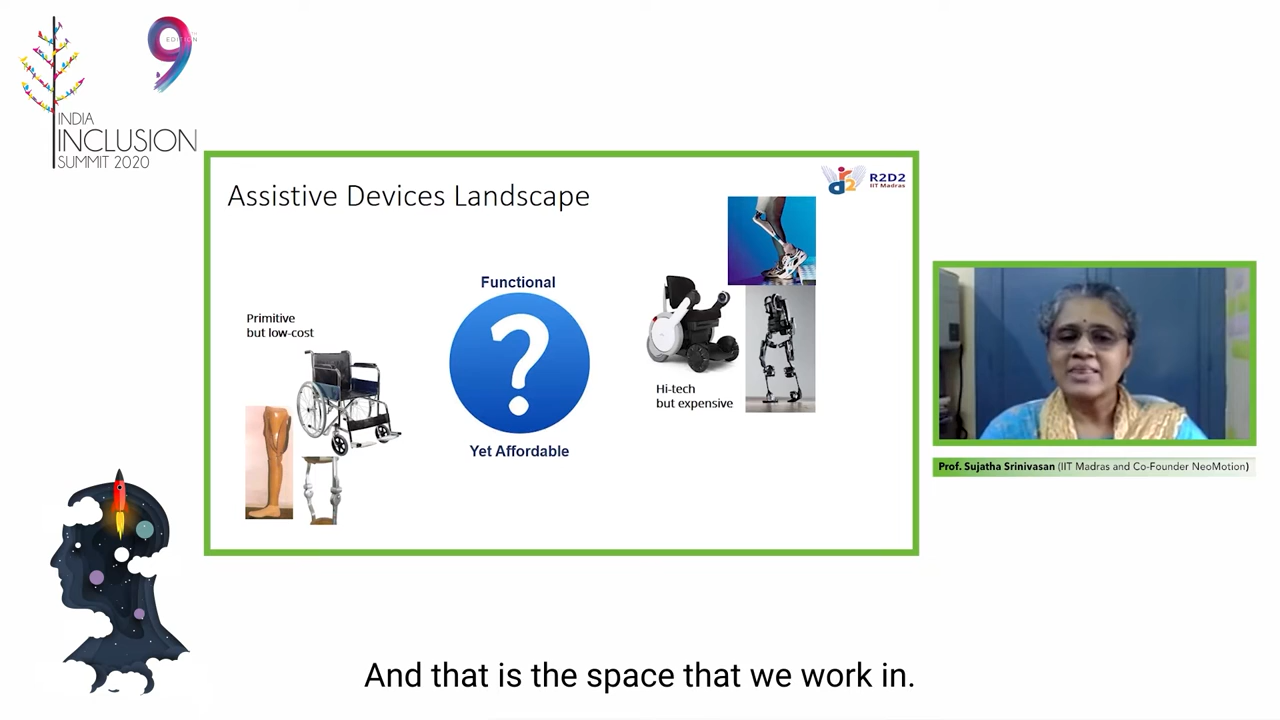 9
EDITION
INDIA
INCLUSION
SUMMIT 2020
Assistive Devices Landscape
R2D2
IIT Madras
Functional
?
Yet Affordable
Primitive
but low-cost
Hi-tech
but expensive
Prof. Sujatha Srinivasan (IIT Madras and Co-Founder NeoMotion)
And that is the space that we work in.